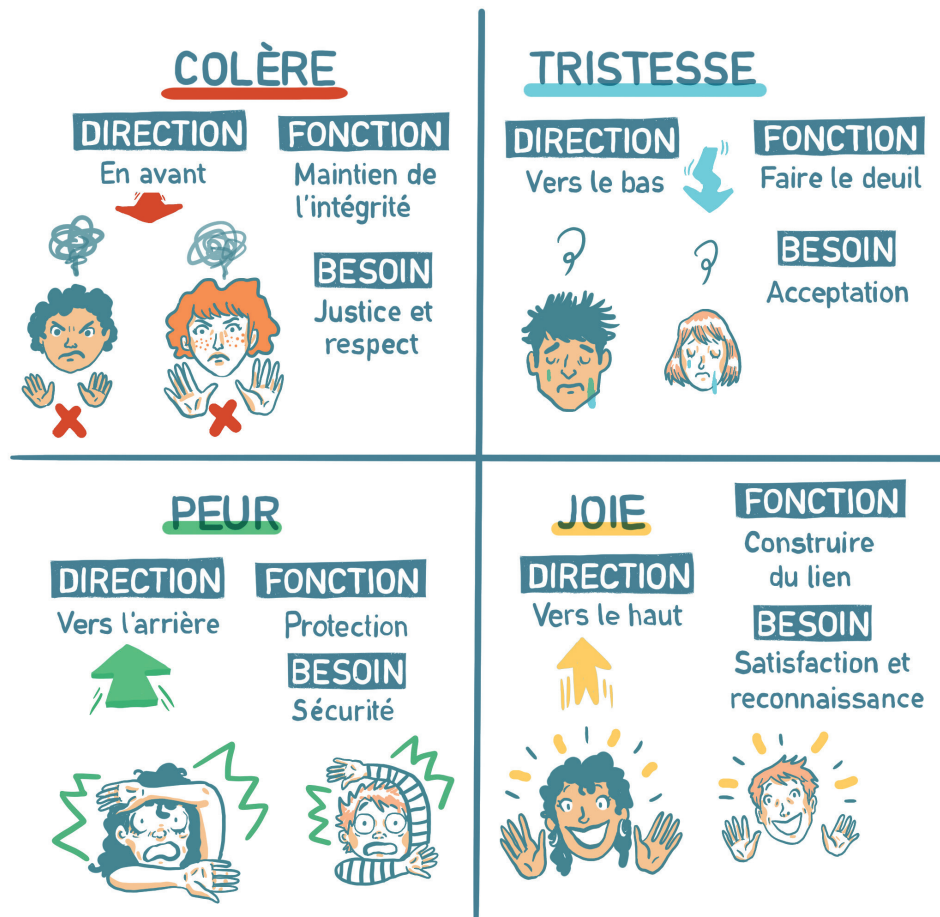 COLÈRE
DIRECTION
En avant
FONCTION
Maintien de
l'intégrité
BESOIN
Justice et
respect
TRISTESSE
DIRECTION
Vers le bas
FONCTION
Faire le deuil
BESOIN
Acceptation
PEUR
DIRECTION
Vers l'arrière
FONCTION
Protection
BESOIN
Sécurité
JOIE
DIRECTION
Vers le haut
FONCTION
Construire
du lien
BESOIN
Satisfaction et
reconnaissance